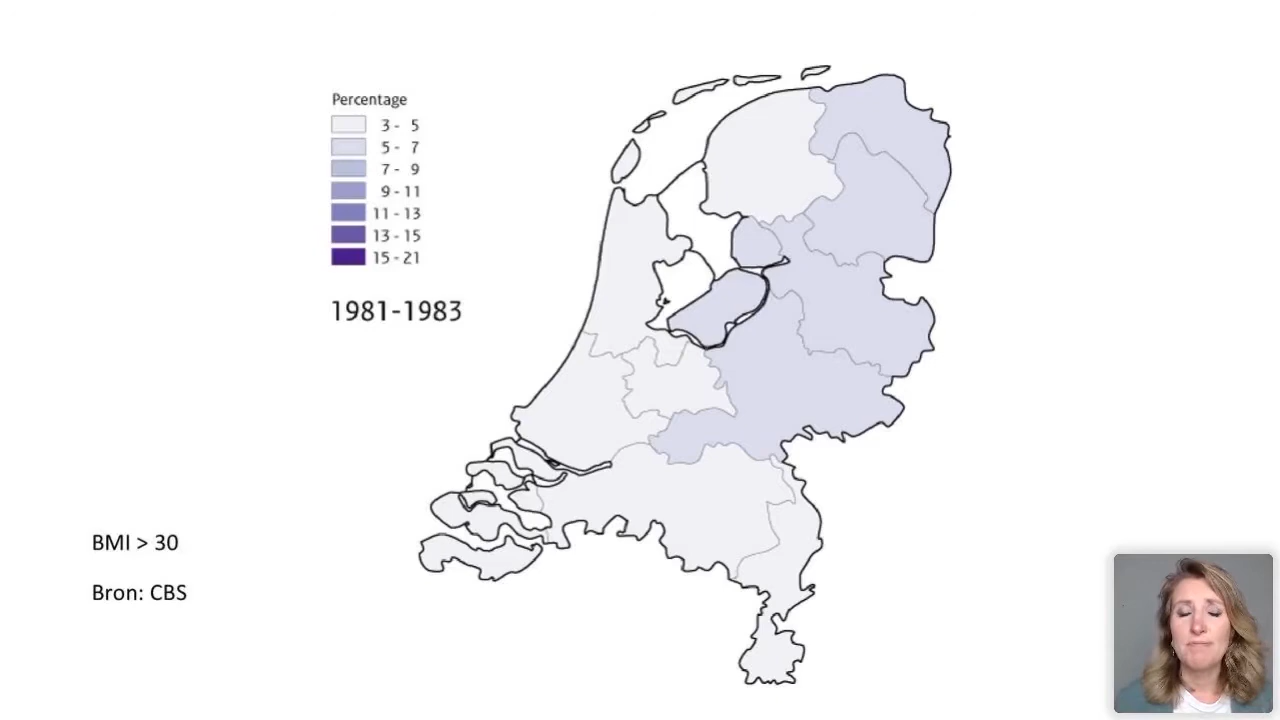 Percentage
3 - 5
5 - 7
7 - 9
9 - 11
11 - 13
13 - 15
15 - 21
1981-1983
BMI > 30
Bron: CBS